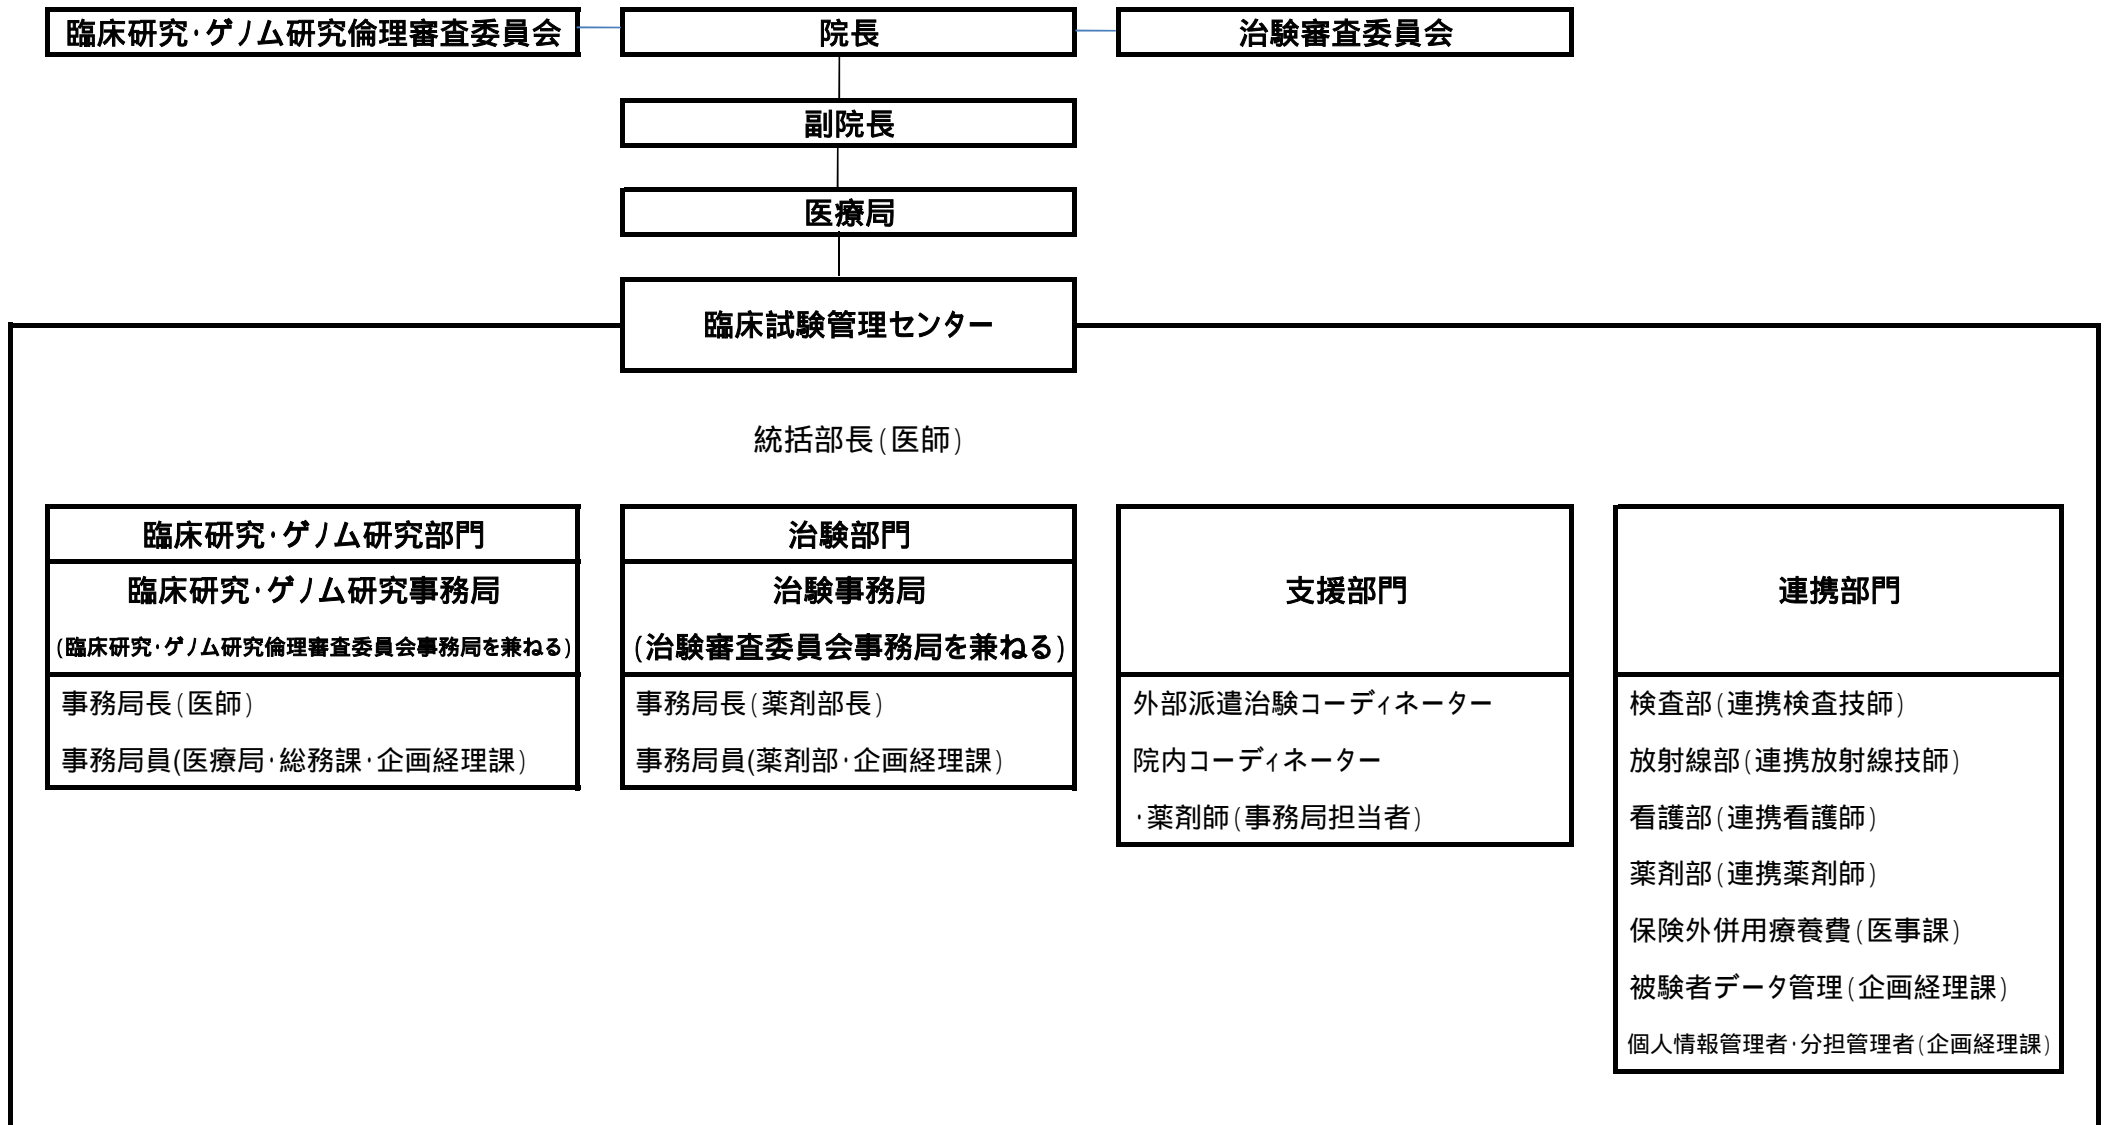 臨床研究・ゲノム研究倫理審査委員会
院長
治験審査委員会
副院長
医療局
臨床試験管理センター
統括部長(医師)
臨床研究・ゲノム研究部門
臨床研究・ゲノム研究事務局
(臨床研究・ゲノム研究倫理審査委員会事務局を兼ねる)
事務局長(医師)
事務局員(医療局・総務課・企画経理課)
治験部門
治験事務局
(治験審査委員会事務局を兼ねる)
事務局長(薬剤部長)
事務局員(薬剤部・企画経理課)
支援部門
外部派遣治験コーディネーター
院内コーディネーター
・薬剤師(事務局担当者)
連携部門
検査部(連携検査技師)
放射線部(連携放射線技師)
看護部(連携看護師)
薬剤部(連携薬剤師)
保険外併用療養費(医事課)
被験者データ管理(企画経理課)
個人情報管理者・分担管理者(企画経理課)